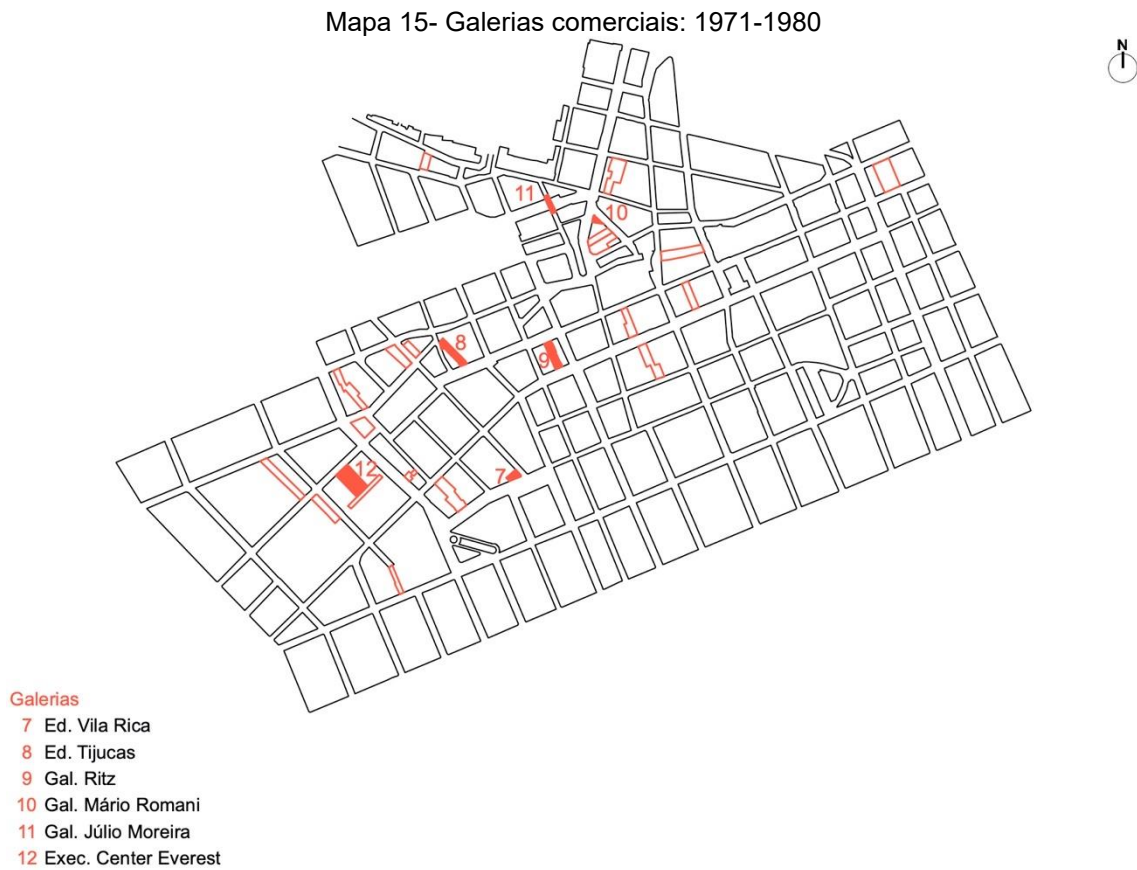 Mapa 15- Galerias comerciais: 1971-1980
N
11
10
8
9
12
7
Galerias
7 Ed. Vila Rica
8 Ed. Tijucas
9 Gal. Ritz
10 Gal. Mário Romani
11 Gal. Júlio Moreira
12 Exec. Center Everest